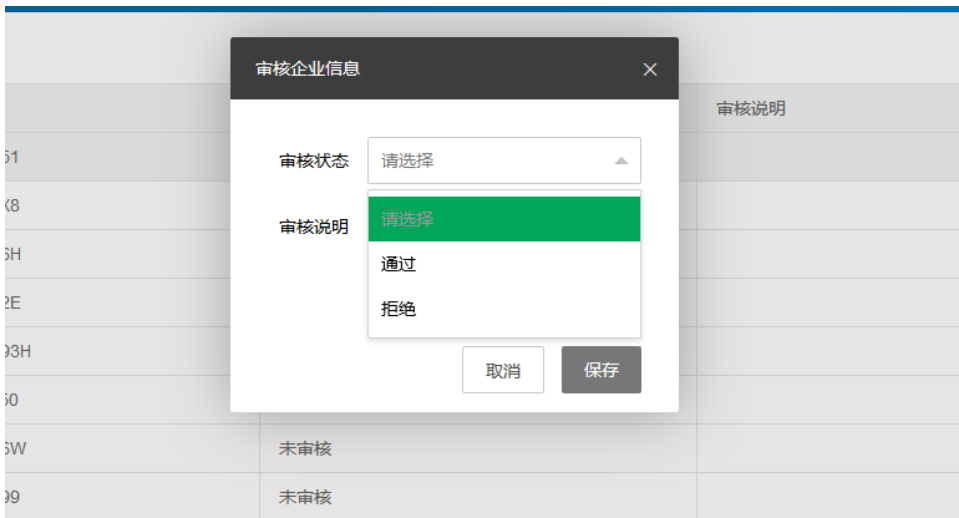 审核企业信息
审核说明
审核状态
请选择
审核说明
请选择
通过
拒绝
取消
保存
51
X8
SH
2E
93H
50
SW
未审核
99
未审核